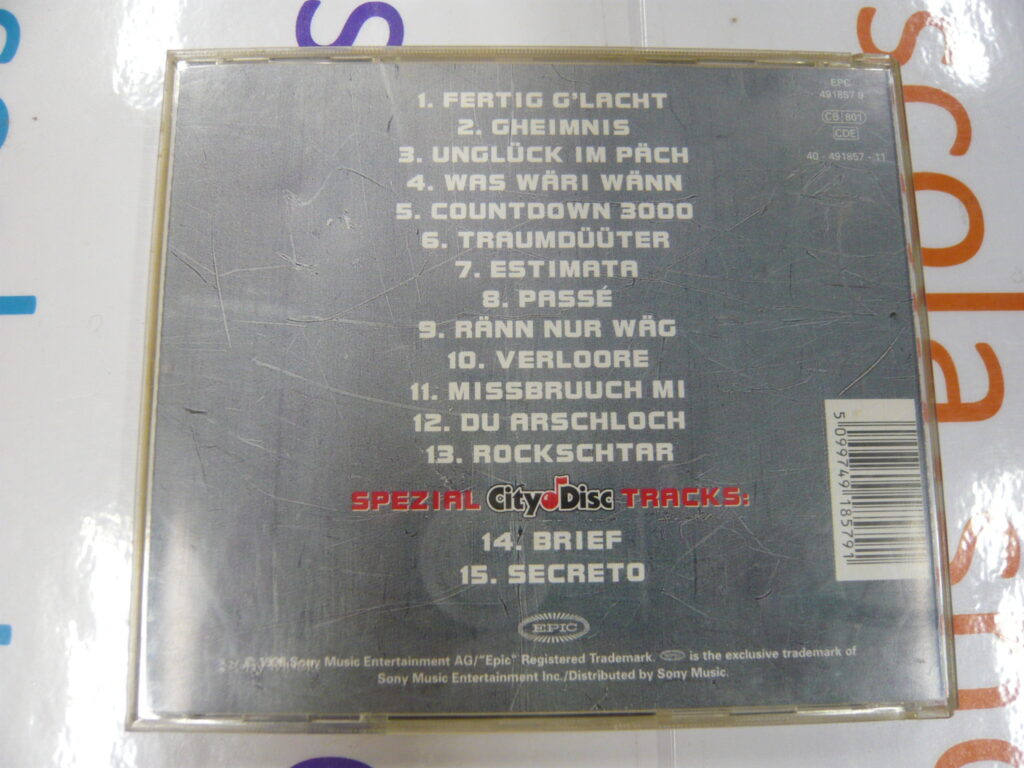 1. FERTIG G'LACHT
2. GHEIMNIS
3. UNGLÜCK IM PÄCH
4. WAS WÄRI WÄNN
5. COUNTDOWN 3000
6. TRAUMDÜÜTER
7. ESTIMATA
8. PASSÉ
9. RÄNN NUR WÄG
10. VERLOORE
11. MISSBRUUCH MI
12. DU ARSCHLOCH
13. ROCKSCHTAR
SPEZIAL City Disc TRACKS:
14. BRIEF
15. SECRETO
EPC
491857 9
CB 801
CDE
40 - 491857 - 11
5 099749 185791
EPIC
Sony Music Entertainment AG/"Epic" Registered Trademark. is the exclusive trademark of
Sony Music Entertainment Inc./Distributed by Sony Music.
scola